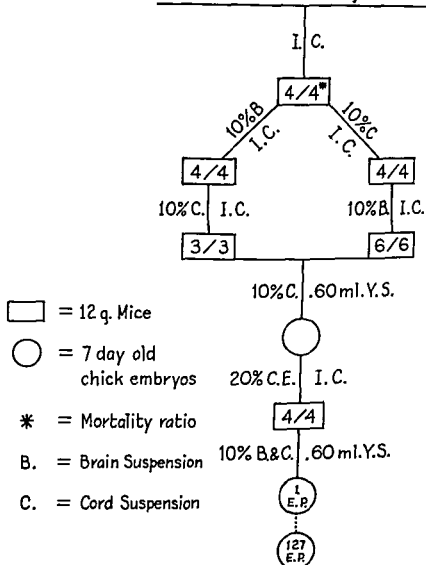 I. C.
4/4*
10%B I.C.
10%C I.C.
4/4
4/4
10%C. I.C.
10%B. I.C.
3/3
6/6
10%C. .60 ml.Y.S.
= 12 g. Mice
= 7 day old
chick embryos
20% C.E. I.C.
* = Mortality ratio
4/4
B. = Brain Suspension
10% B.&C. .60 ml.Y.S.
C. = Cord Suspension
1
E.P.
127
E.P.